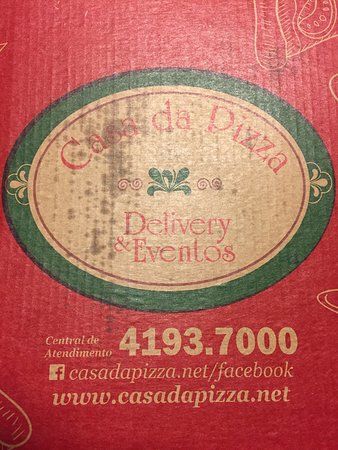 Casa da Pizza
Delivery
& Eventos
Central de
Atendimento 4193.7000
casadapizza.net/facebook
www.casadapizza.net